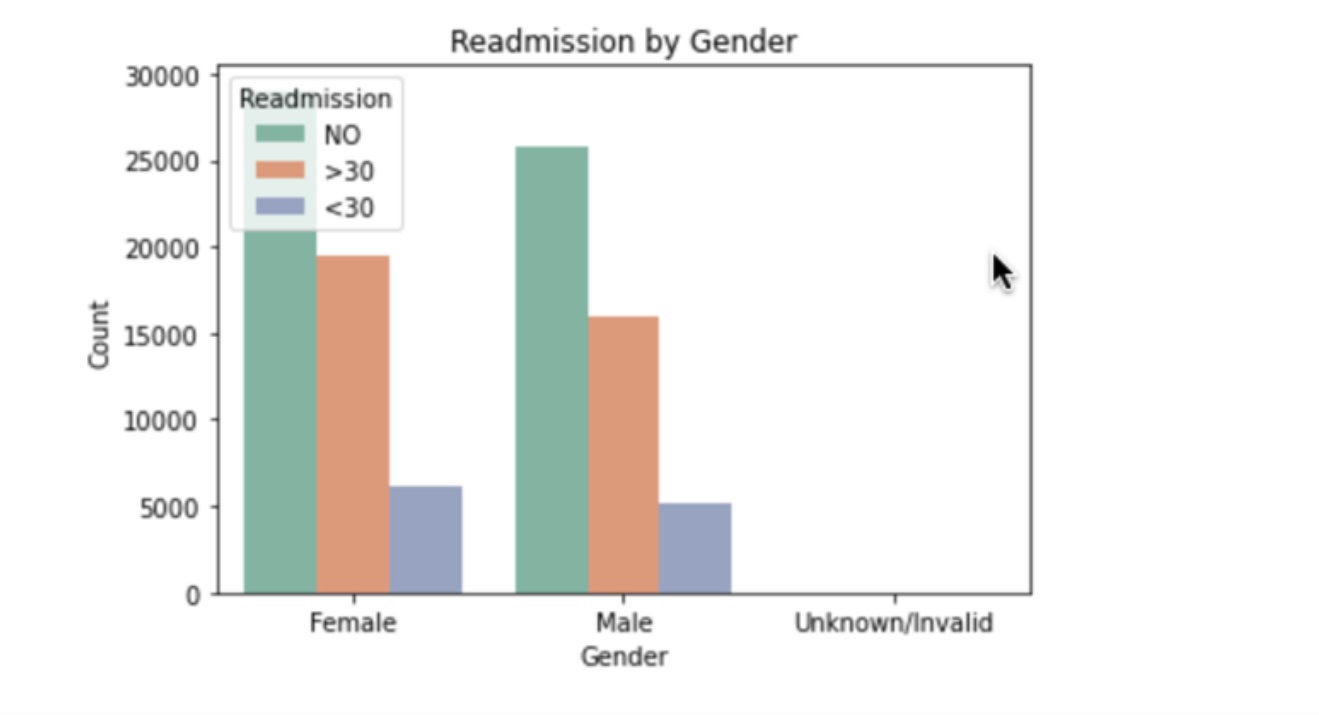 Readmission by Gender
30000
25000
20000
15000
10000
5000
0
Count
Readmission
NO
>30
<30
Female
Male
Unknown/Invalid
Gender